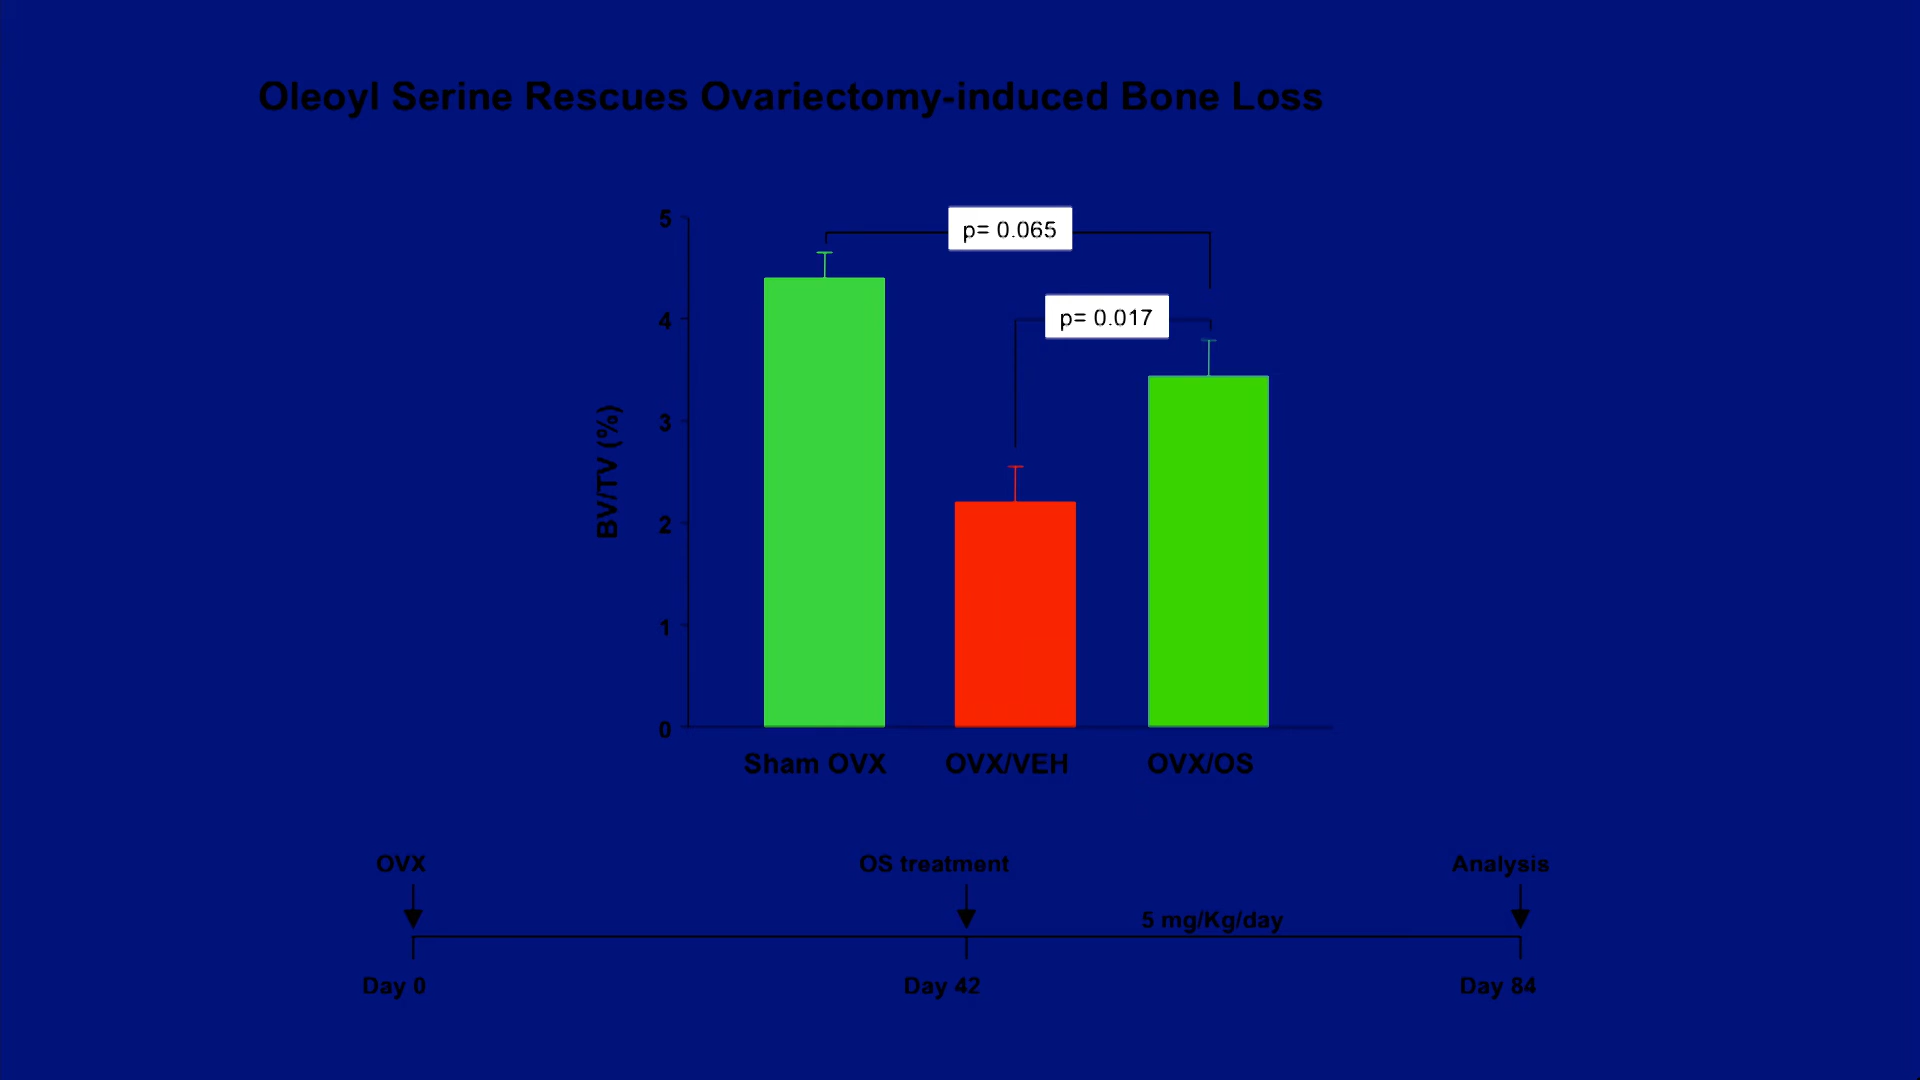 Oleoyl Serine Rescues Ovariectomy-induced Bone Loss
5
p= 0.065
4
p= 0.017
3
BV/TV (%)
2
1
0
Sham OVX OVX/VEH OVX/OS
OVX OS treatment Analysis
5 mg/Kg/day
Day 0 Day 42 Day 84